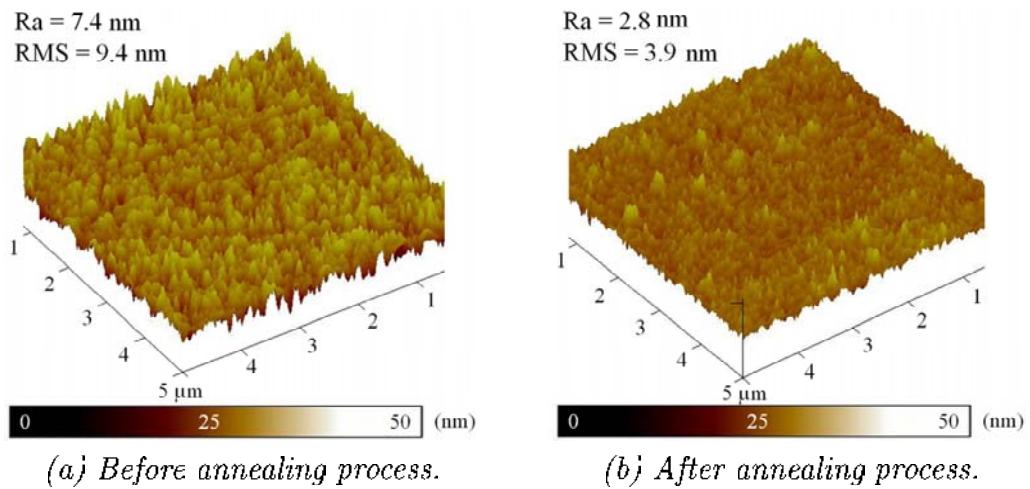 Ra = 7.4 nm
RMS = 9.4 nm
1
2
3
4
5 µm
4
3
2
1
0 25 50 (nm)
(a) Before annealing process.
Ra = 2.8 nm
RMS = 3.9 nm
1
2
3
4
5 µm
4
3
2
1
0 25 50 (nm)
(b) After annealing process.